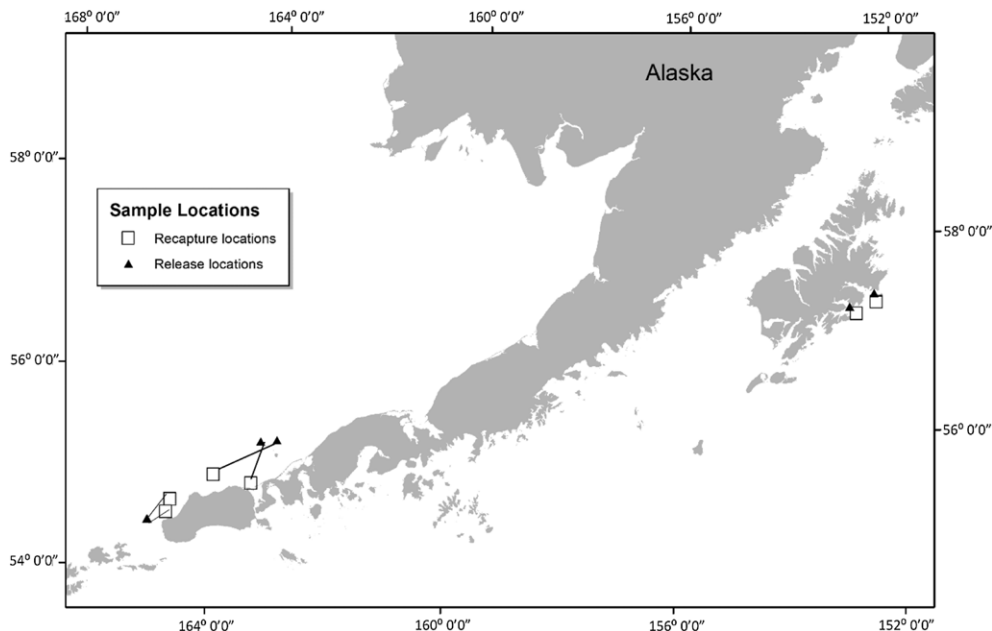 168° 0'0" 164° 0'0" 160° 0'0" 156° 0'0" 152° 0'0"
Alaska
58° 0'0"
Sample Locations
Recapture locations
Release locations
58° 0'0"
56° 0'0"
56° 0'0"
54° 0'0"
164° 0'0" 160° 0'0" 156° 0'0" 152° 0'0"